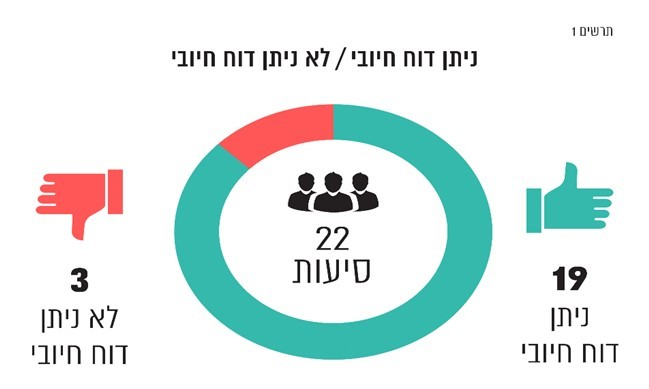 תרשים 1
ניתן דוח חיובי / לא ניתן דוח חיובי
22
סיעות
19
ניתן
דוח חיובי
3
לא ניתן
דוח חיובי